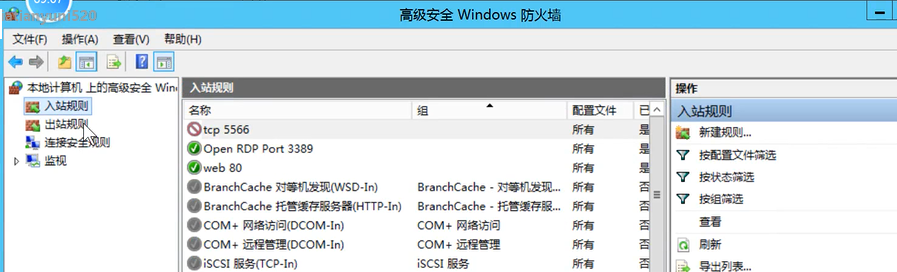 高级安全 Windows 防火墙
文件(F) 操作(A) 查看(V) 帮助(H)
本地计算机 上的高级安全 Win
入站规则
出站规则
连接安全规则
监视
入站规则
名称 组 配置文件 已
tcp 5566 所有 是
Open RDP Port 3389 所有 是
web 80 所有 是
BranchCache 对等机发现(WSD-In) BranchCache - 对等机发现... 所有 否
BranchCache 托管缓存服务器(HTTP-In) BranchCache - 托管缓存服... 所有 否
COM+ 网络访问(DCOM-In) COM+ 网络访问 所有 否
COM+ 远程管理(DCOM-In) COM+ 远程管理 所有 否
iSCSI 服务(TCP-In) iSCSI 服务 所有 否
操作
入站规则
新建规则...
按配置文件筛选
按状态筛选
按组筛选
查看
刷新
导出列表...